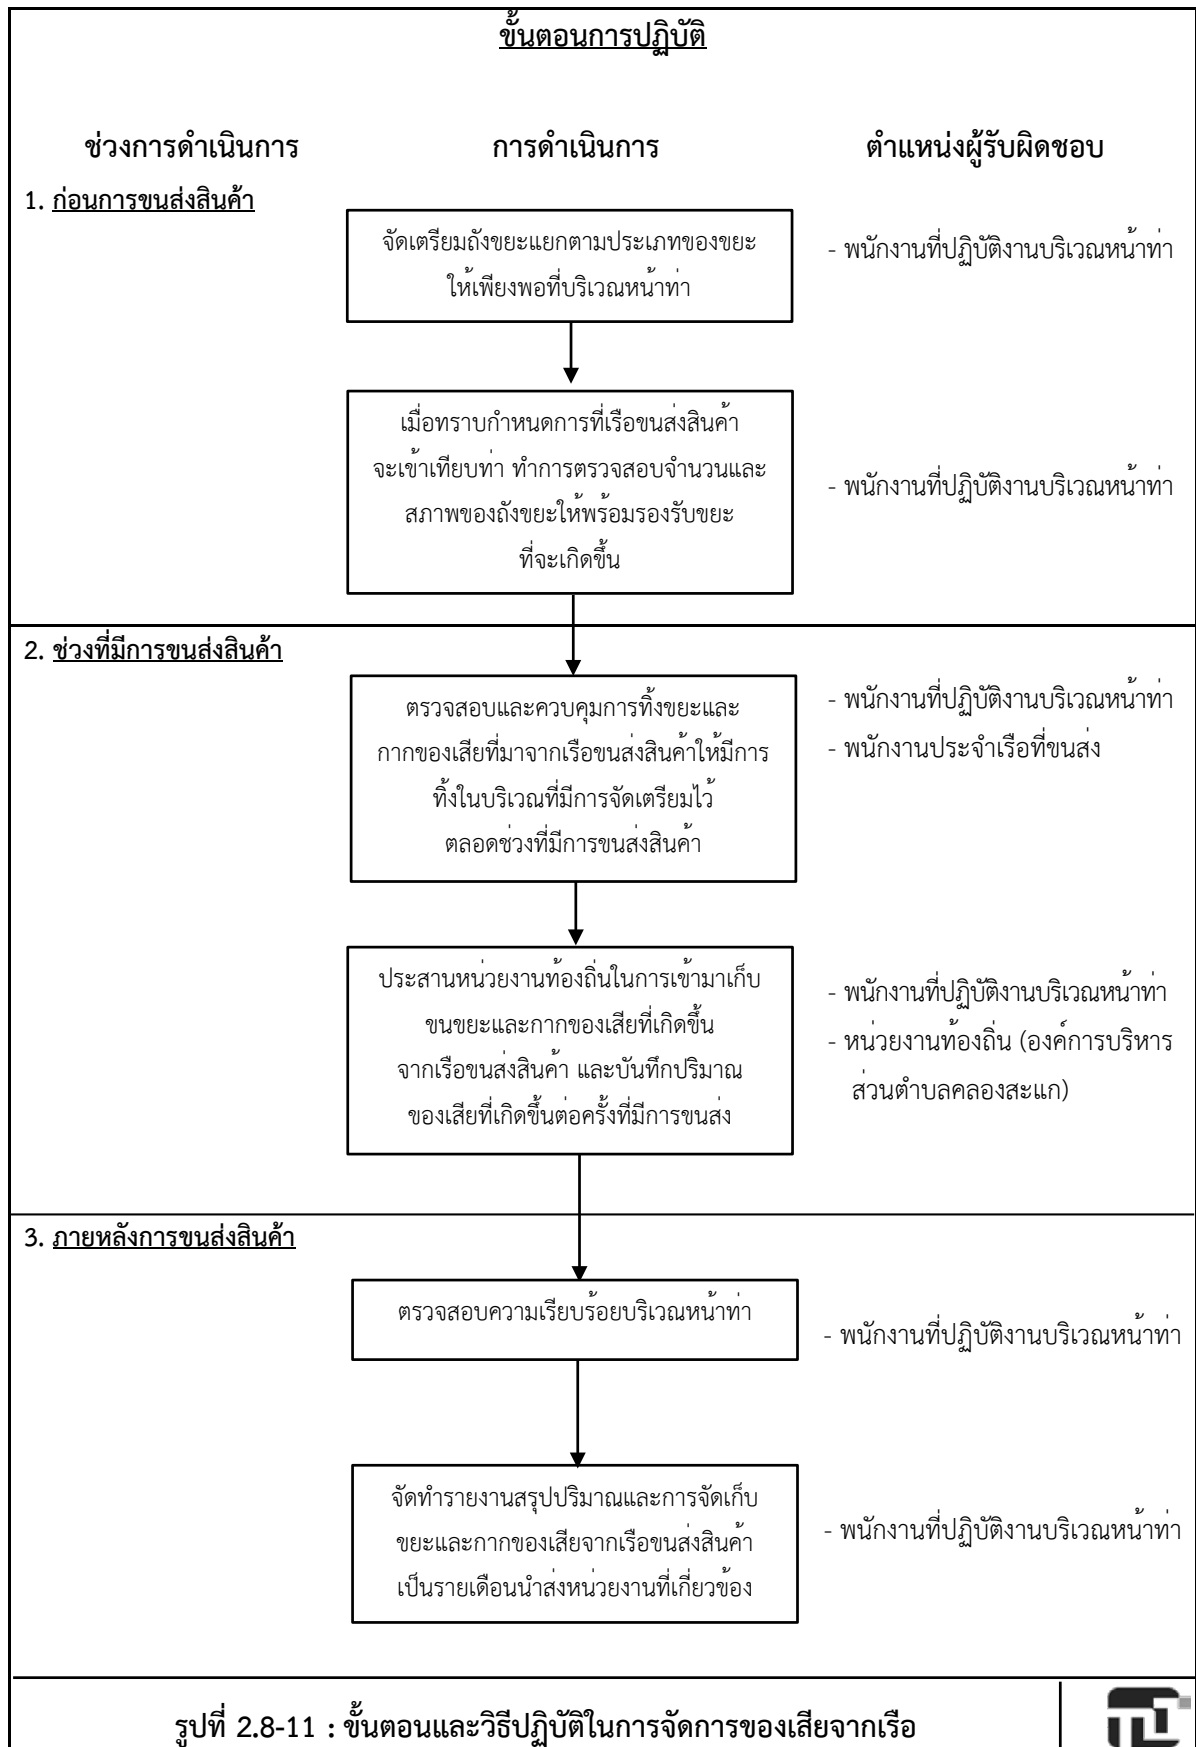 ขั้นตอนการปฏิบัติ
ช่วงการดำเนินการ การดำเนินการ ตำแหน่งผู้รับผิดชอบ
1. ก่อนการขนส่งสินค้า
จัดเตรียมถังขยะแยกตามประเภทของขยะ
ให้เพียงพอที่บริเวณหน้าท่า
- พนักงานที่ปฏิบัติงานบริเวณหน้าท่า
เมื่อทราบกำหนดการที่เรือขนส่งสินค้า
จะเข้าเทียบท่า ทำการตรวจสอบจำนวนและ
สภาพของถังขยะให้พร้อมรองรับขยะ
ที่จะเกิดขึ้น
- พนักงานที่ปฏิบัติงานบริเวณหน้าท่า
2. ช่วงที่มีการขนส่งสินค้า
ตรวจสอบและควบคุมการทิ้งขยะและ
กากของเสียที่มาจากเรือขนส่งสินค้าให้มีการ
ทิ้งในบริเวณที่มีการจัดเตรียมไว้
ตลอดช่วงที่มีการขนส่งสินค้า
- พนักงานที่ปฏิบัติงานบริเวณหน้าท่า
- พนักงานประจำเรือที่ขนส่ง
ประสานหน่วยงานท้องถิ่นในการเข้ามาเก็บ
ขนขยะและกากของเสียที่เกิดขึ้น
จากเรือขนส่งสินค้า และบันทึกปริมาณ
ของเสียที่เกิดขึ้นต่อครั้งที่มีการขนส่ง
- พนักงานที่ปฏิบัติงานบริเวณหน้าท่า
- หน่วยงานท้องถิ่น (องค์การบริหาร
ส่วนตำบลคลองสะแก)
3. ภายหลังการขนส่งสินค้า
ตรวจสอบความเรียบร้อยบริเวณหน้าท่า
- พนักงานที่ปฏิบัติงานบริเวณหน้าท่า
จัดทำรายงานสรุปปริมาณและการจัดเก็บ
ขยะและกากของเสียจากเรือขนส่งสินค้า
เป็นรายเดือนนำส่งหน่วยงานที่เกี่ยวข้อง
- พนักงานที่ปฏิบัติงานบริเวณหน้าท่า
รูปที่ 2.8-11 : ขั้นตอนและวิธีปฏิบัติในการจัดการของเสียจากเรือ